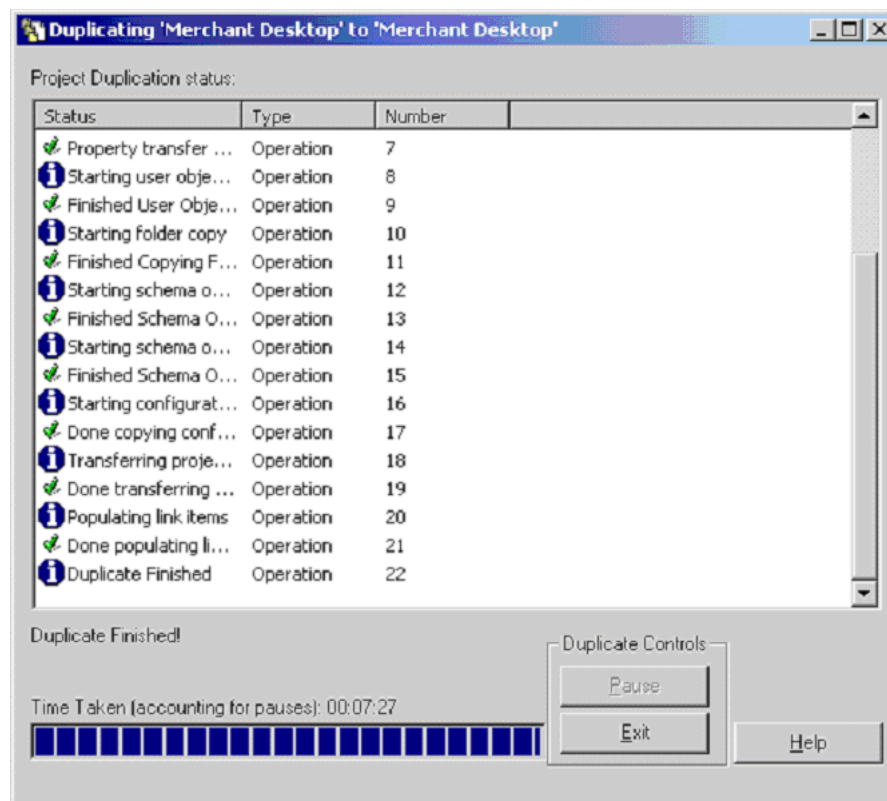 Duplicating 'Merchant Desktop' to 'Merchant Desktop'
Project Duplication status:
Status Type Number
Property transfer ... Operation 7
Starting user obje... Operation 8
Finished User Obje... Operation 9
Starting folder copy Operation 10
Finished Copying F... Operation 11
Starting schema o... Operation 12
Finished Schema O... Operation 13
Starting schema o... Operation 14
Finished Schema O... Operation 15
Starting configurat... Operation 16
Done copying conf... Operation 17
Transferring proje... Operation 18
Done transferring ... Operation 19
Populating link items Operation 20
Done populating li... Operation 21
Duplicate Finished Operation 22
Duplicate Finished!
Duplicate Controls
Pause
Time Taken (accounting for pauses): 00:07:27
Exit
Help